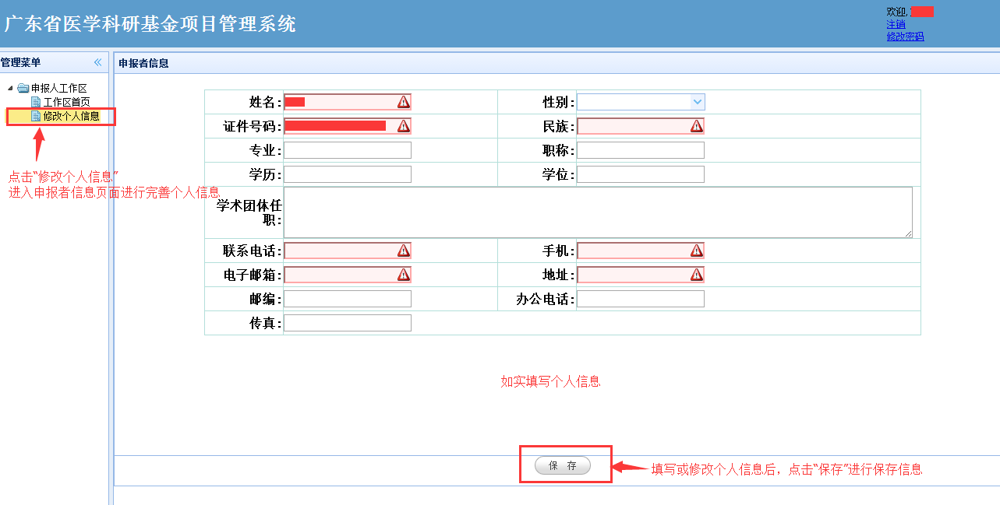 广东省医学科研基金项目管理系统
欢迎,
注销
修改密码
管理菜单
申报者信息
申报人工作区
工作区首页
修改个人信息
点击“修改个人信息”
进入申报者信息页面进行完善个人信息
姓名: 性别:
证件号码: 民族:
专业: 职称:
学历: 学位:
学术团体任
职:
联系电话: 手机:
电子邮箱: 地址:
邮编: 办公电话:
传真:
如实填写个人信息
保 存
填写或修改个人信息后，点击“保存”进行保存信息